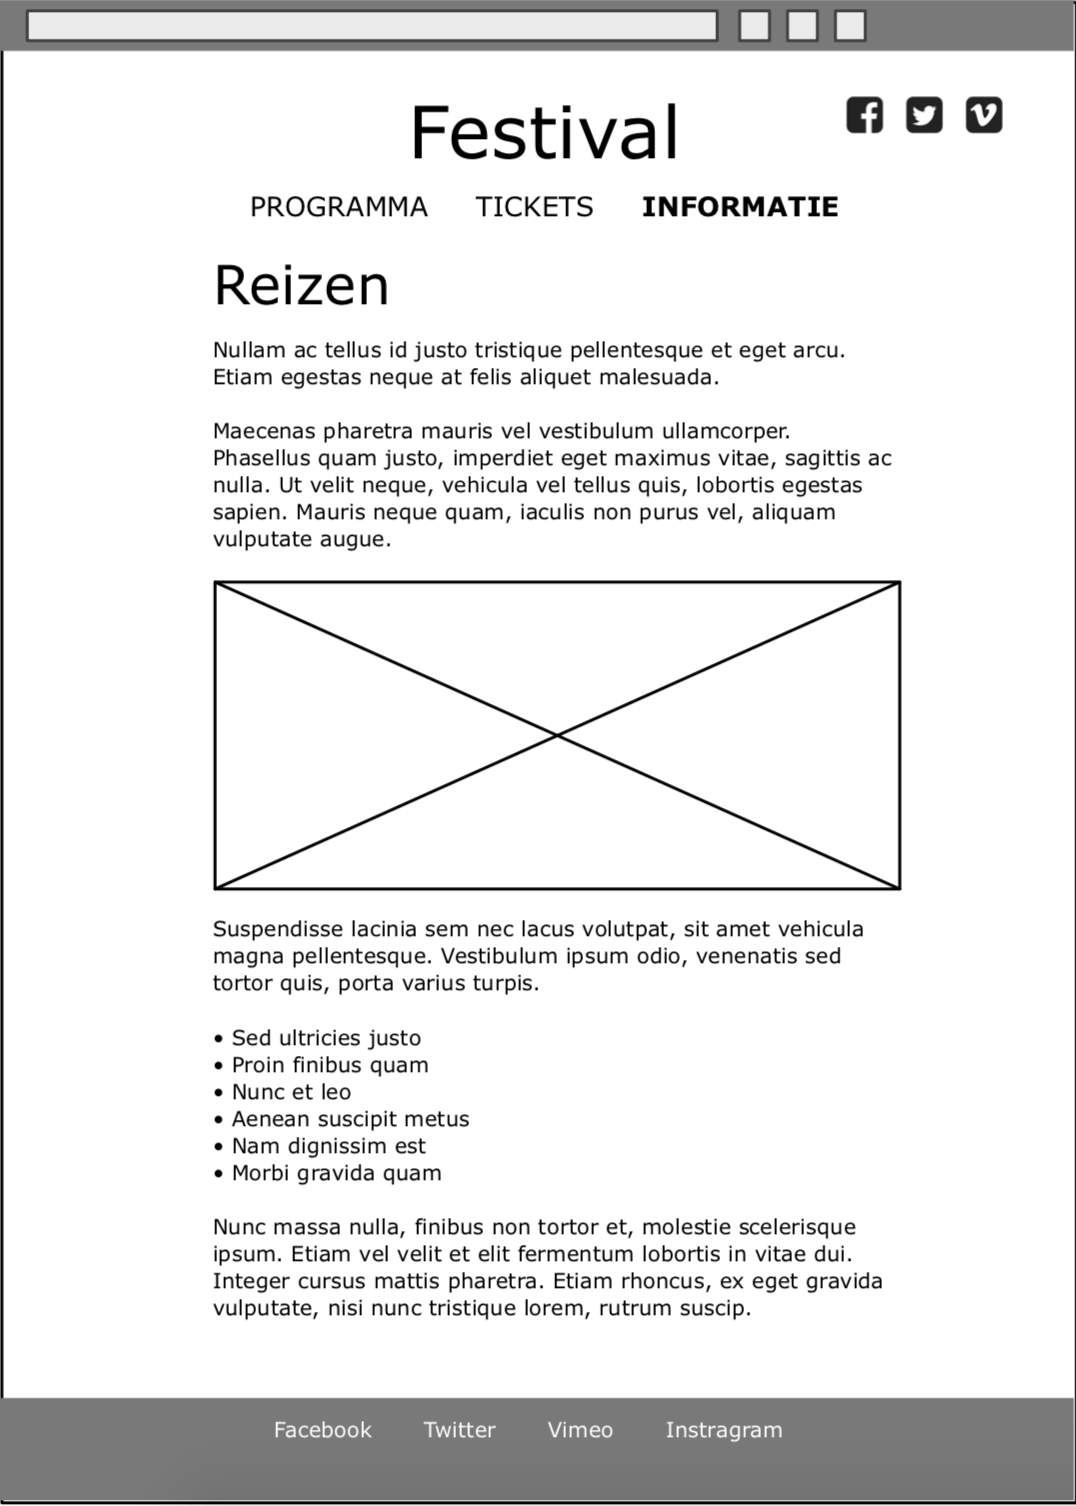 Festival
PROGRAMMA TICKETS INFORMATIE
Reizen
Nullam ac tellus id justo tristique pellentesque et eget arcu.
Etiam egestas neque at felis aliquet malesuada.
Maecenas pharetra mauris vel vestibulum ullamcorper.
Phasellus quam justo, imperdiet eget maximus vitae, sagittis ac
nulla. Ut velit neque, vehicula vel tellus quis, lobortis egestas
sapien. Mauris neque quam, iaculis non purus vel, aliquam
vulputate augue.
Suspendisse lacinia sem nec lacus volutpat, sit amet vehicula
magna pellentesque. Vestibulum ipsum odio, venenatis sed
tortor quis, porta varius turpis.
• Sed ultricies justo
• Proin finibus quam
• Nunc et leo
• Aenean suscipit metus
• Nam dignissim est
• Morbi gravida quam
Nunc massa nulla, finibus non tortor et, molestie scelerisque
ipsum. Etiam vel velit et elit fermentum lobortis in vitae dui.
Integer cursus mattis pharetra. Etiam rhoncus, ex eget gravida
vulputate, nisi nunc tristique lorem, rutrum suscip.
Facebook Twitter Vimeo Instragram